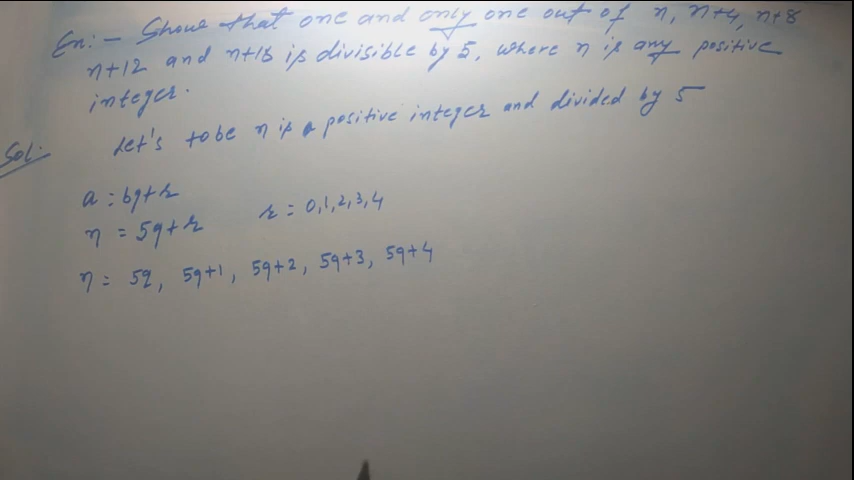 Ex:- Show that one and only one out of n, n+4, n+8
n+12 and n+16 is divisible by 5, where n is any positive
integer.
Sol:
Let's to be n is a positive integer and divided by 5
a = bq+r
n = 5q+r r = 0,1,2,3,4
n = 5q, 5q+1, 5q+2, 5q+3, 5q+4